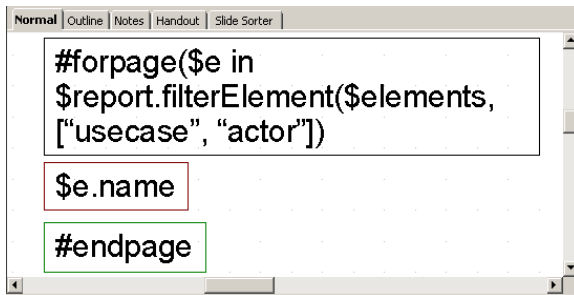 Normal Outline Notes Handout Slide Sorter
#forpage($e in
$report.filterElement($elements,
[“usecase”, “actor”])
$e.name
#endpage